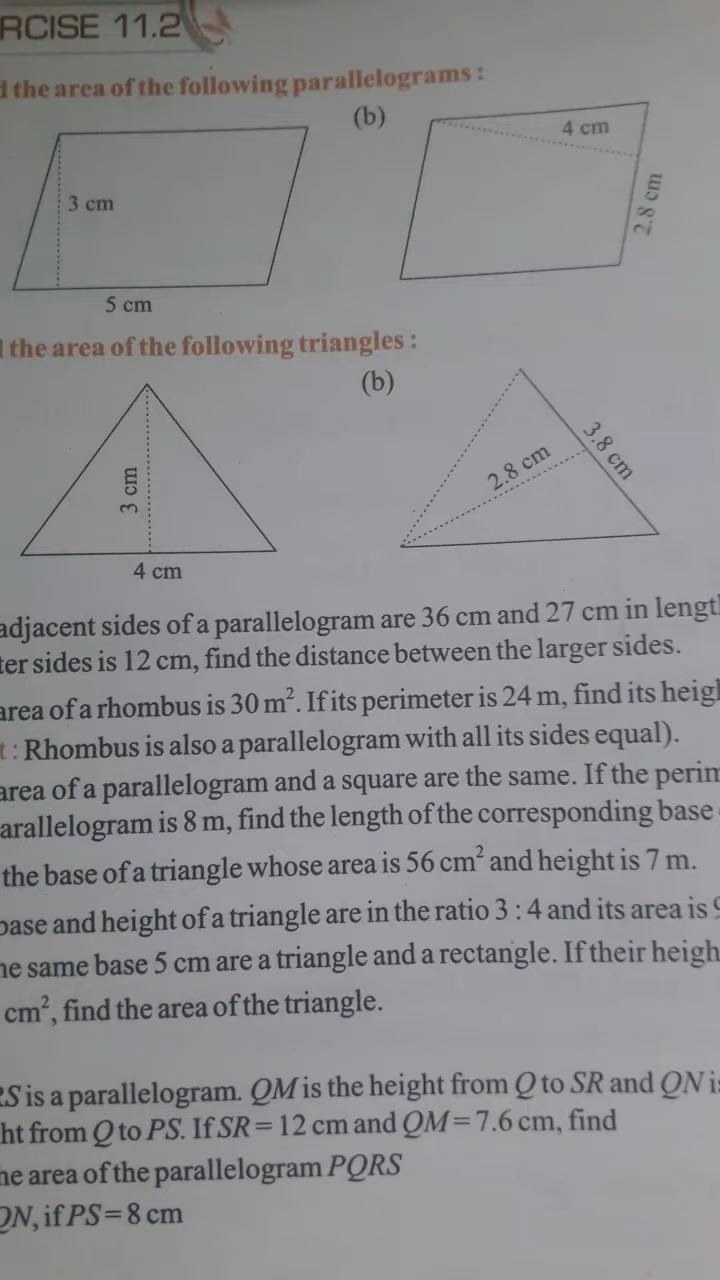 RCISE 11.2
d the area of the following parallelograms :
(b)
4 cm
3 cm
2.8 cm
5 cm
the area of the following triangles :
(b)
3 cm
2.8 cm
3.8 cm
4 cm
adjacent sides of a parallelogram are 36 cm and 27 cm in lengt
ter sides is 12 cm, find the distance between the larger sides.
area of a rhombus is 30 m². If its perimeter is 24 m, find its heigh
t : Rhombus is also a parallelogram with all its sides equal).
area of a parallelogram and a square are the same. If the perim
arallelogram is 8 m, find the length of the corresponding base
the base of a triangle whose area is 56 cm² and height is 7 m.
base and height of a triangle are in the ratio 3 : 4 and its area is 9
he same base 5 cm are a triangle and a rectangle. If their heigh
cm², find the area of the triangle.
RS is a parallelogram. QM is the height from Q to SR and QN is
ht from Q to PS. If SR = 12 cm and QM = 7.6 cm, find
he area of the parallelogram PQRS
QN, if PS = 8 cm